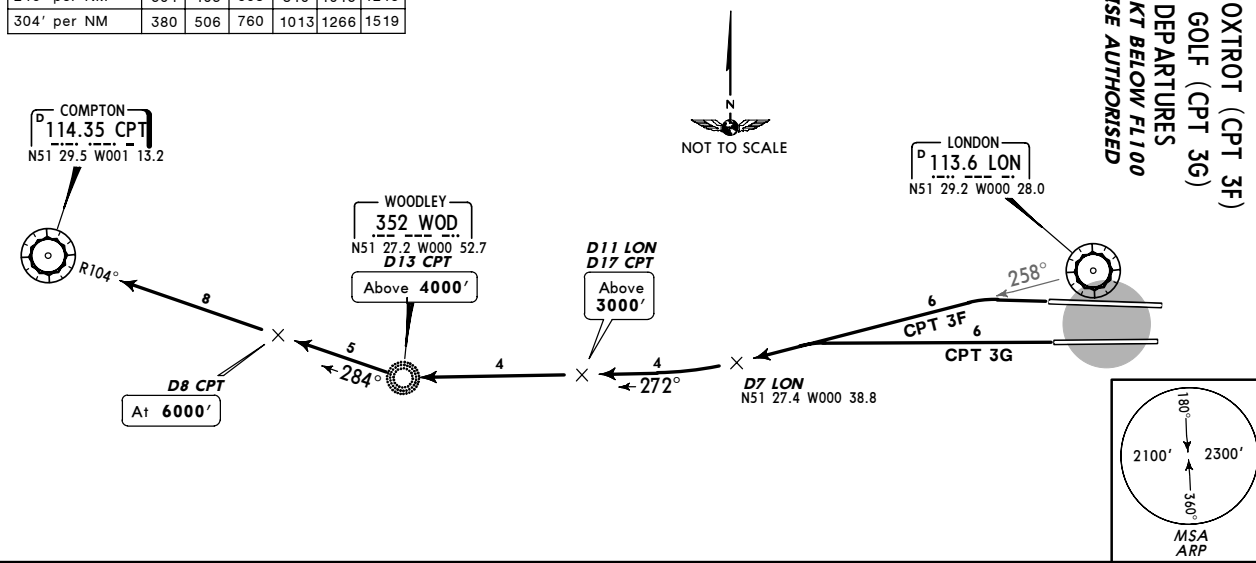 per NM
304' per NM 380 506 760 1013 1266 1519
OXTROT (CPT 3F)
GOLF (CPT 3G)
DEPARTURES
KT BELOW FL100
SE AUTHORISED
N
NOT TO SCALE
COMPTON
D 114.35 CPT
N51 29.5 W001 13.2
LONDON
D 113.6 LON
N51 29.2 W000 28.0
WOODLEY
352 WOD
N51 27.2 W000 52.7
D13 CPT
Above 4000'
D11 LON
D17 CPT
Above
3000'
R104°
8
5
284°
4
4
272°
6
CPT 3F
6
CPT 3G
258°
D8 CPT
At 6000'
D7 LON
N51 27.4 W000 38.8
180°
2100' 2300'
360°
MSA
ARP